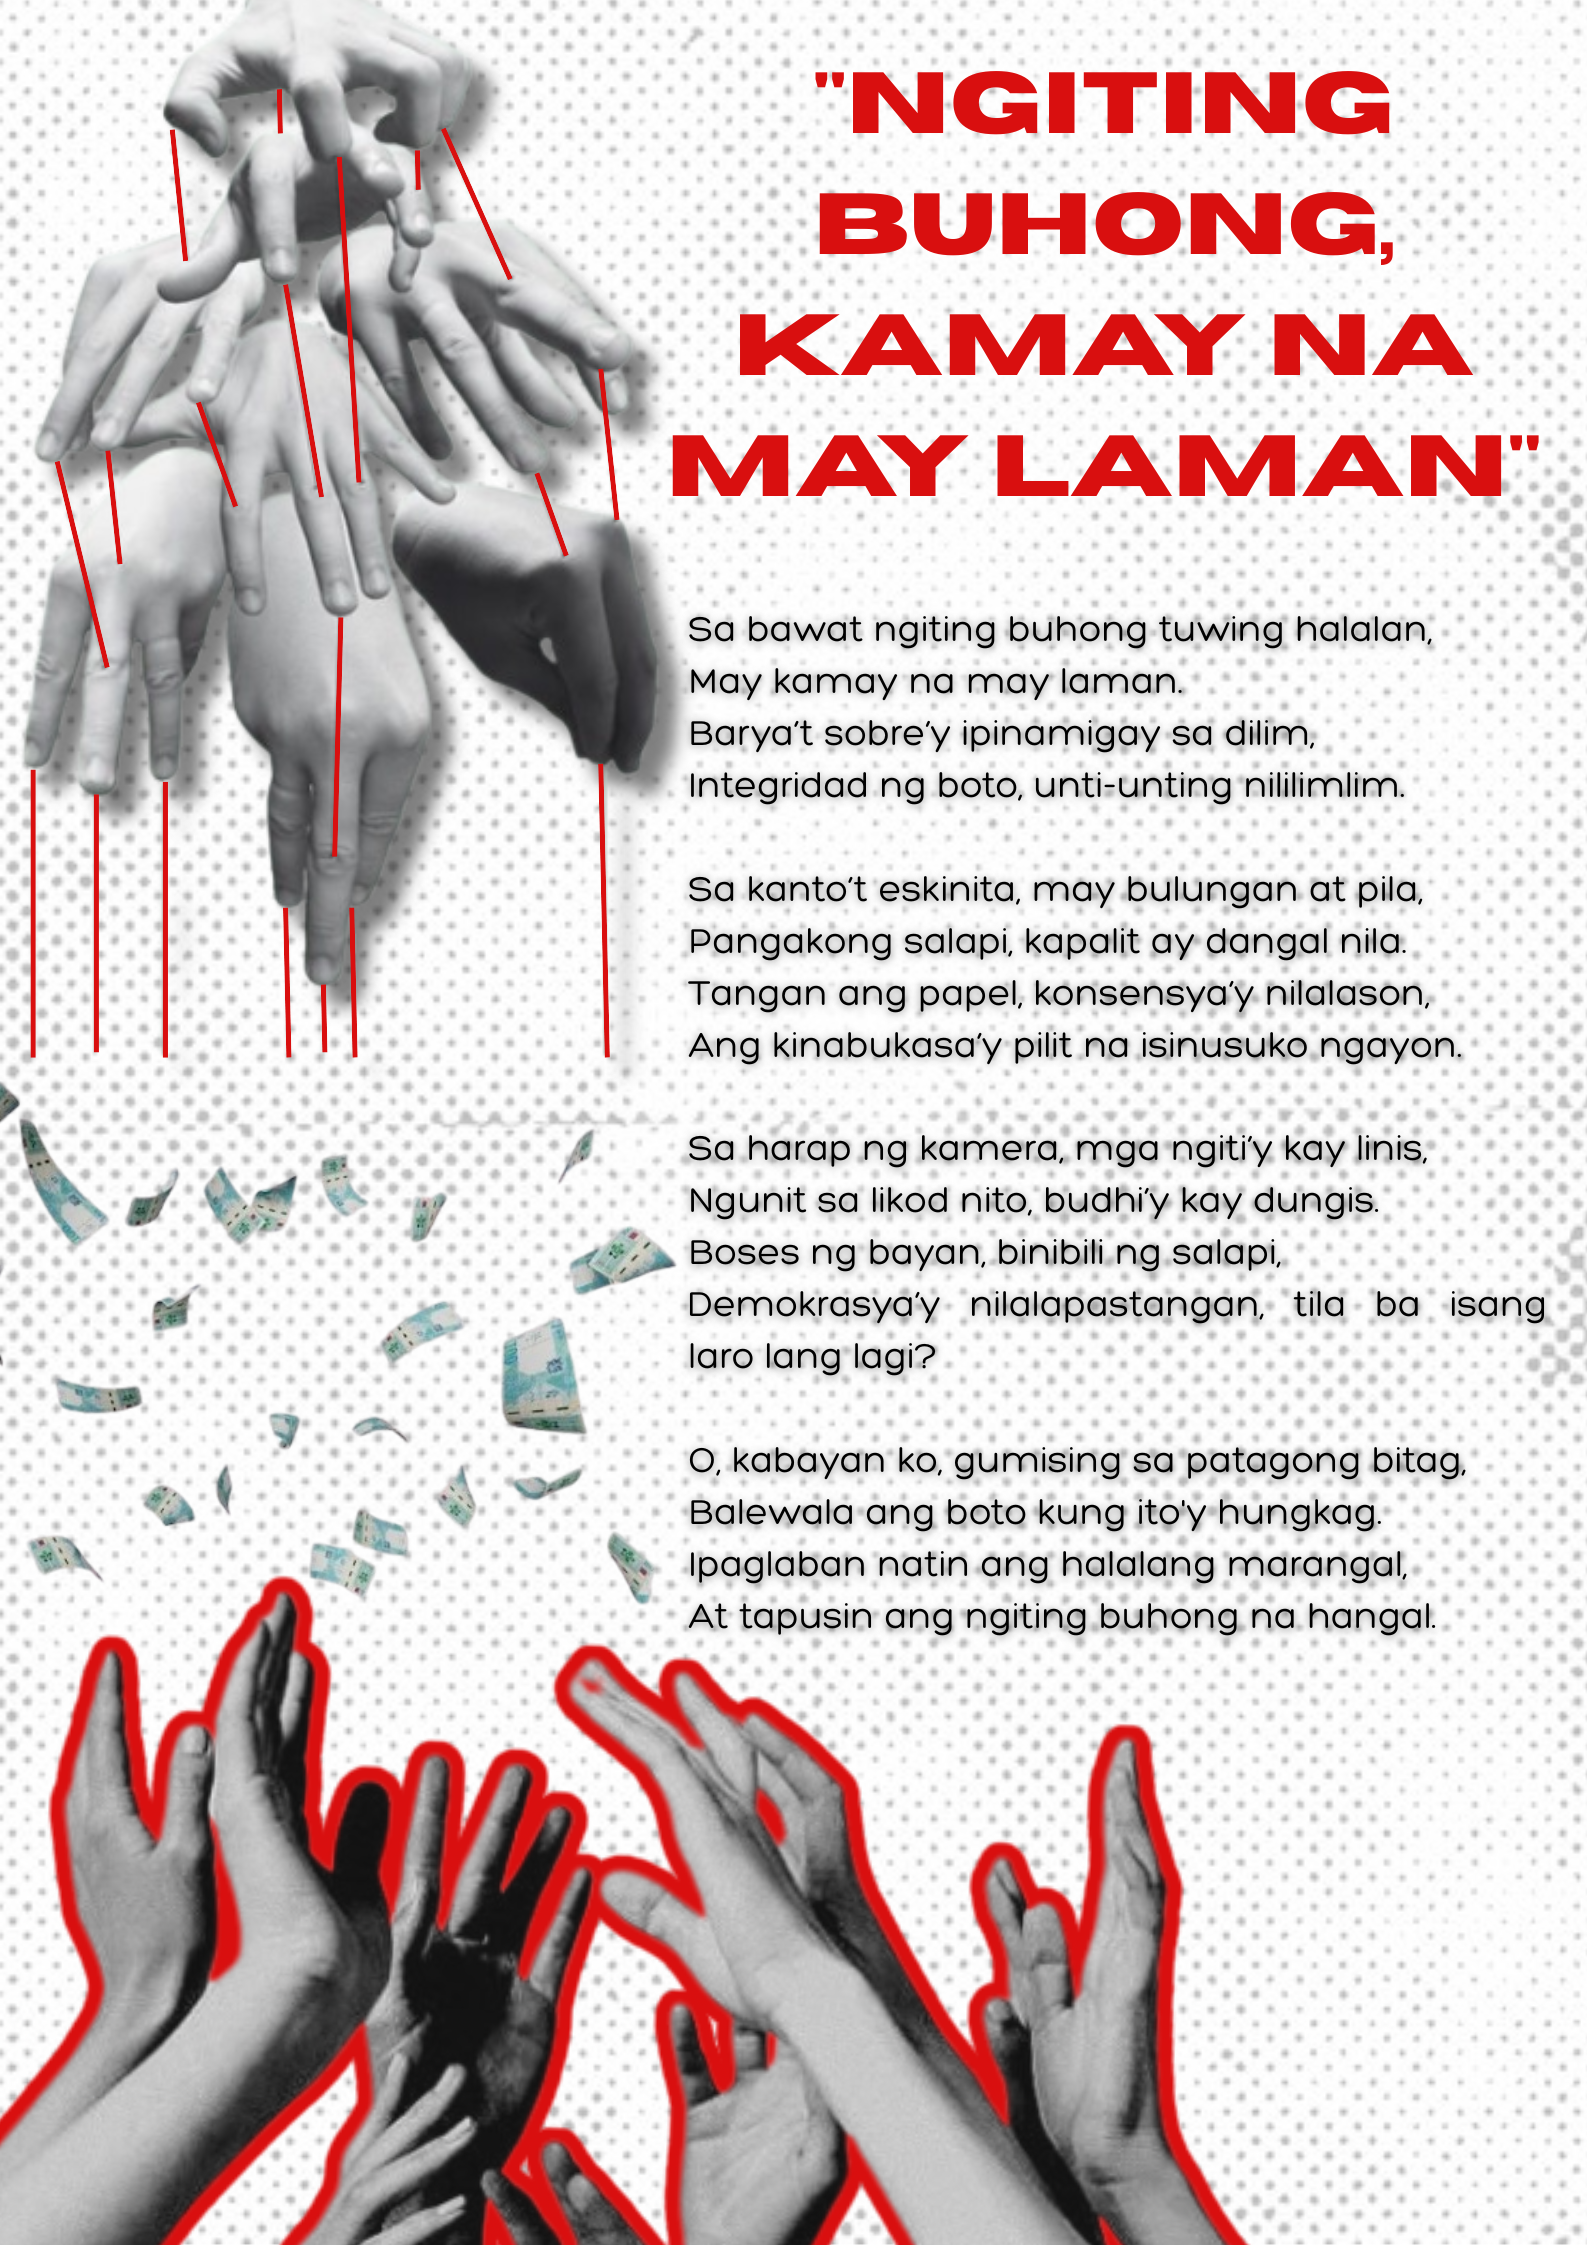 "NGITING
BUHONG,
KAMAY NA
MAY LAMAN"
Sa bawat ngiting buhong tuwing halalan,
May kamay na may laman.
Barya’t sobre’y ipinamigay sa dilim,
Integridad ng boto, unti-unting nililimlim.
Sa kanto’t eskinita, may bulungan at pila,
Pangakong salapi, kapalit ay dangal nila.
Tangan ang papel, konsensya’y nilalason,
Ang kinabukasa’y pilit na isinusuko ngayon.
Sa harap ng kamera, mga ngiti’y kay linis,
Ngunit sa likod nito, budhi’y kay dungis.
Boses ng bayan, binibili ng salapi,
Demokrasya’y nilalapastangan, tila ba isang
laro lang lagi?
O, kabayan ko, gumising sa patagong bitag,
Balewala ang boto kung ito'y hungkag.
Ipaglaban natin ang halalang marangal,
At tapusin ang ngiting buhong na hangal.